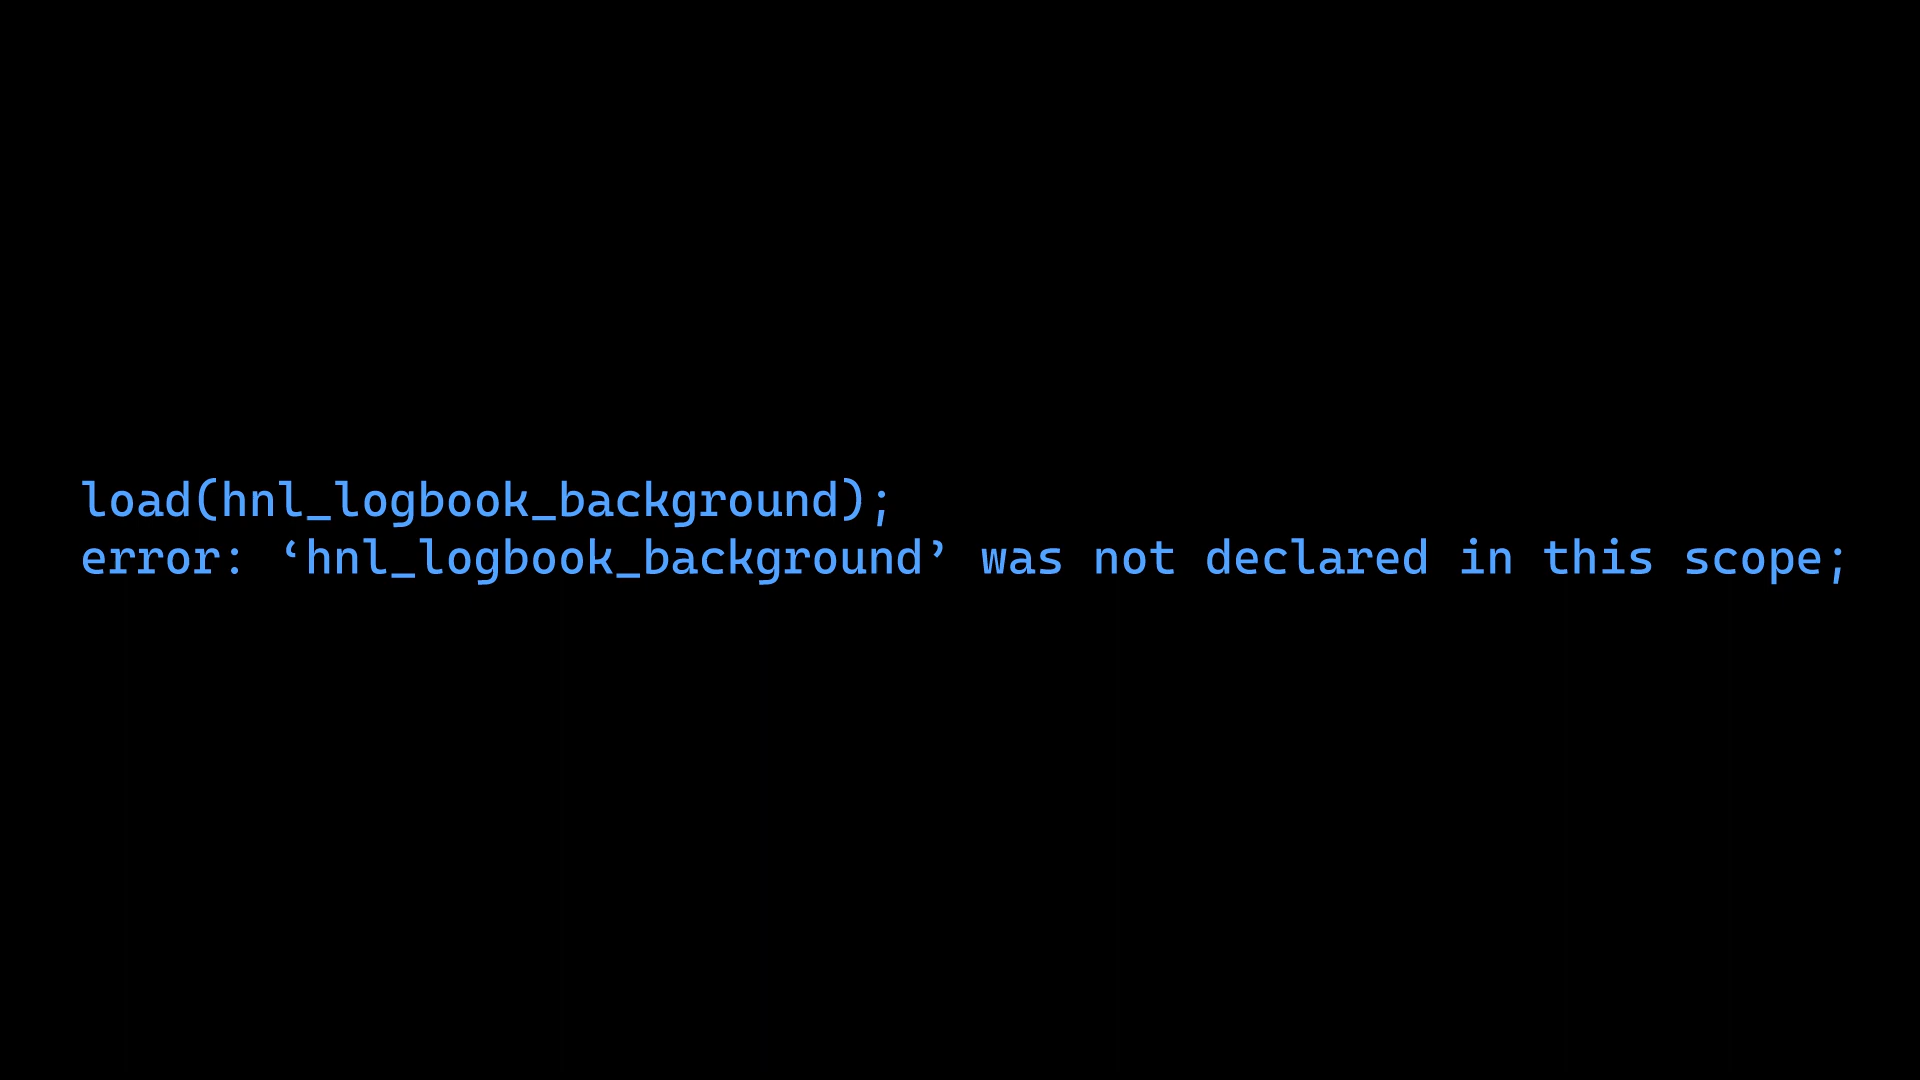 load(hnl_logbook_background);
error: ‘hnl_logbook_background’ was not declared in this scope;